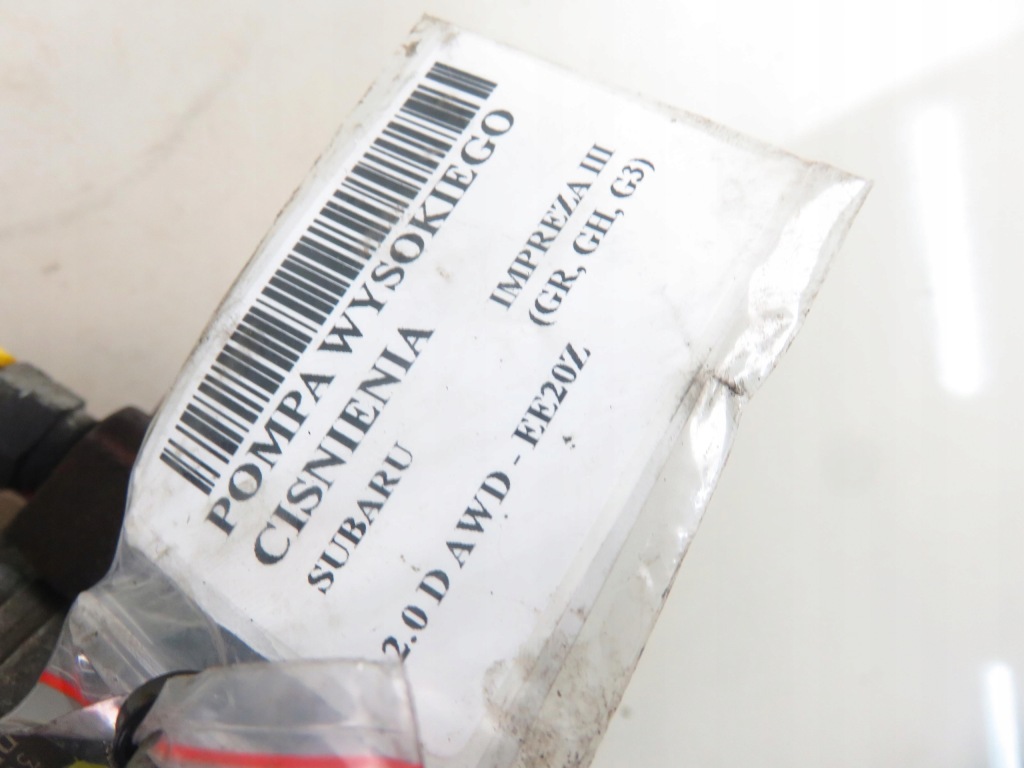 POMPA WYSOKIEGO
CISNIENIA
SUBARU
IMPREZA III
(GR, GH, G3)
2.0 D AWD - EE20Z